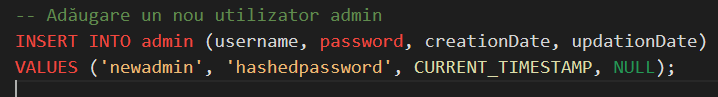 -- Adăugare un nou utilizator admin
INSERT INTO admin (username, password, creationDate, updationDate)
VALUES ('newadmin', 'hashedpassword', CURRENT_TIMESTAMP, NULL);